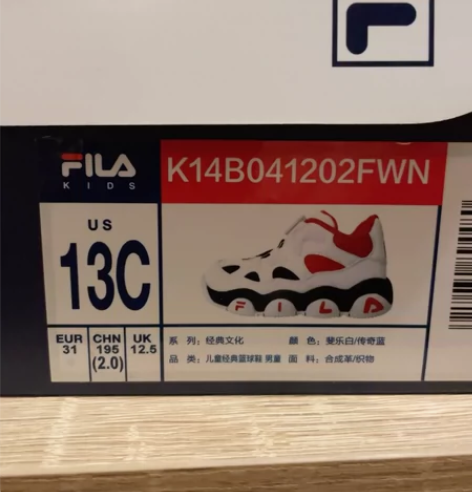 FILA
KIDS
K14B041202FWN
US
13C
FILA
EUR
31
CHN
195
(2.0)
UK
12.5
系 列：经典文化
颜 色：斐乐白/传奇蓝
品 类：儿童经典篮球鞋 男童
面 料：合成革/织物